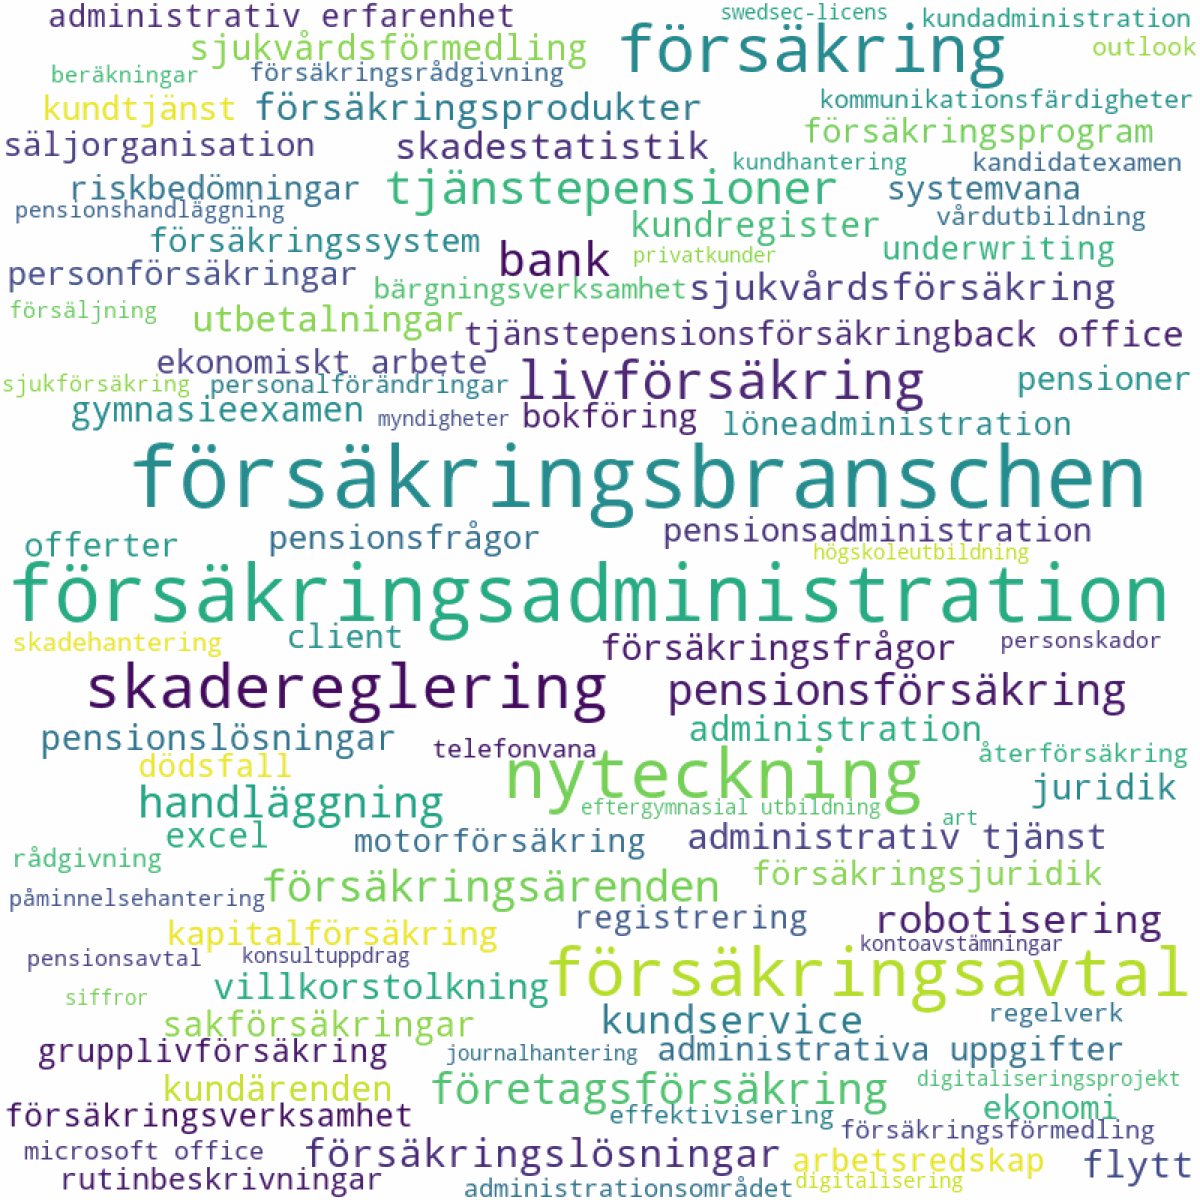 administrativ erfarenhet
swedsec-licens
kundadministration
sjukvårdsförmedling
försäkring
outlook
beräkningar
försäkringsrådgivning
kundtjänst
försäkringsprodukter
kommunikationsfärdigheter
säljorganisation
skadestatistik
försäkringsprogram
kundhantering
kandidatexamen
riskbedömningar
tjänstepensioner
systemvana
pensionshandläggning
kundregister
vårdutbildning
försäkringssystem
bank
privatkunder
underwriting
personförsäkringar
bärgningsverksamhet
sjukvårdsförsäkring
försäljning
utbetalningar
tjänstepensionsförsäkring
back office
ekonomiskt arbete
livförsäkring
pensioner
sjukförsäkring
personalförändringar
gymnasieexamen
myndigheter
bokföring
löneadministration
försäkringsbranschen
offerter
pensionsfrågor
pensionsadministration
högskoleutbildning
försäkringsadministration
skadehantering
client
försäkringsfrågor
personskador
skadereglering
pensionsförsäkring
pensionslösningar
telefonvana
administration
dödsfall
nyteckning
återförsäkring
handläggning
eftergymnasial utbildning
juridik
excel
motorförsäkring
art
administrativ tjänst
rådgivning
försäkringsärenden
försäkringsjuridik
påminnelsehantering
kapitalförsäkring
registrering
robotisering
pensionsavtal
konsultuppdrag
kontoavstämningar
siffror
villkorstolkning
försäkringsavtal
sakförsäkringar
kundservice
regelverk
grupplivförsäkring
journalhantering
administrativa uppgifter
kundärenden
företagsförsäkring
digitaliseringsprojekt
försäkringsverksamhet
effektivisering
ekonomi
microsoft office
försäkringslösningar
försäkringsförmedling
rutinbeskrivningar
administrationsområdet
arbetsredskap
digitalisering
flytt